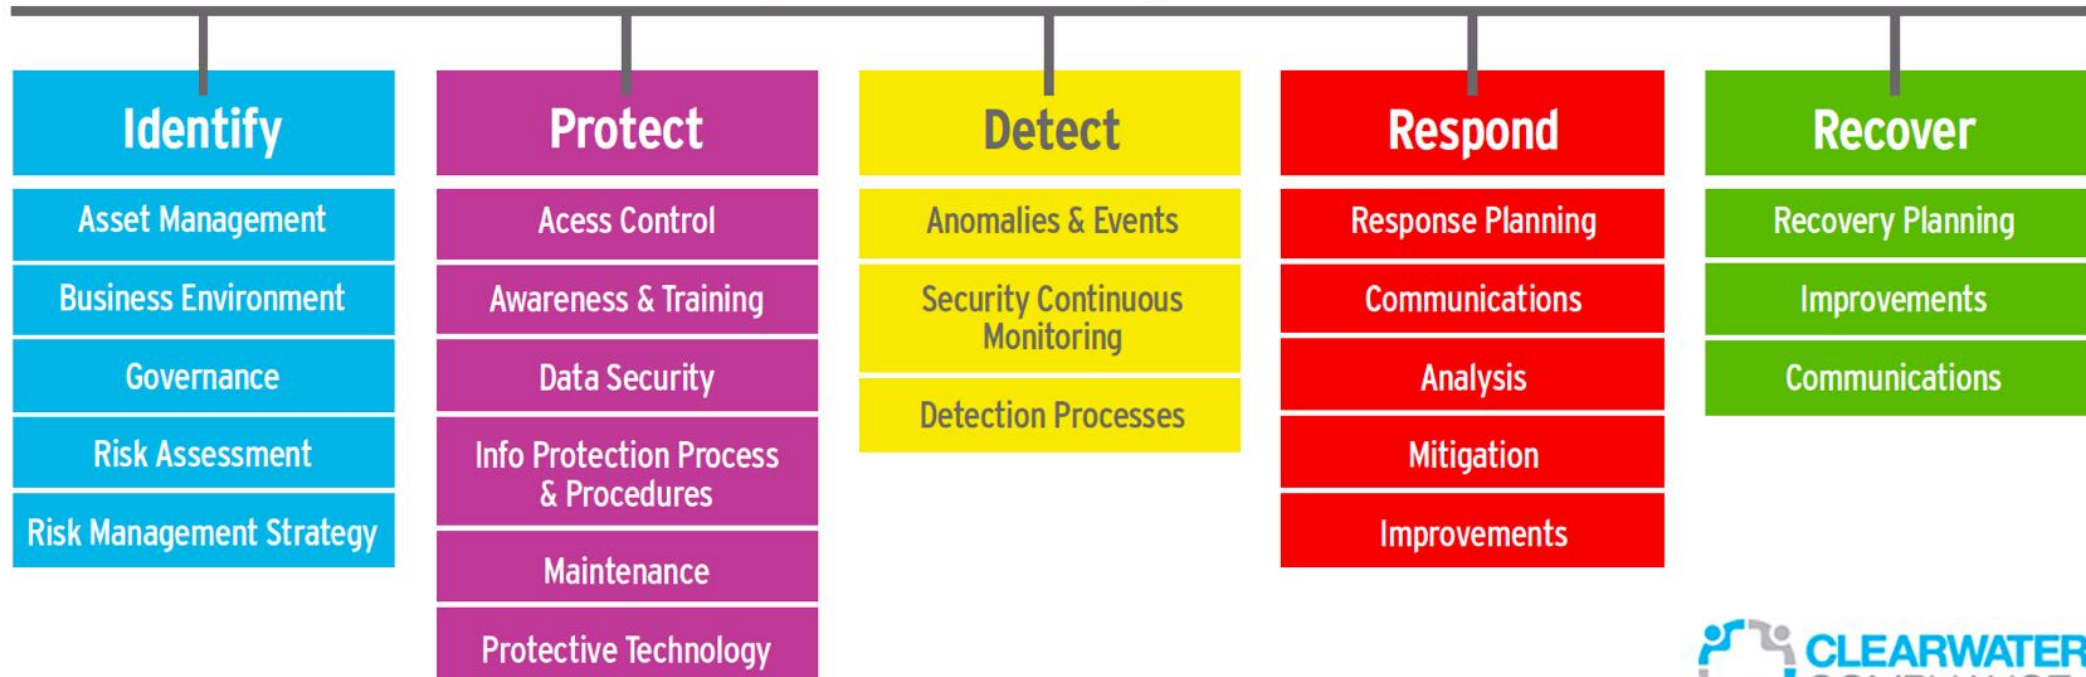 Identify
Asset Management
Business Environment
Governance
Risk Assessment
Risk Management Strategy
Protect
Acess Control
Awareness & Training
Data Security
Info Protection Process
& Procedures
Maintenance
Protective Technology
Detect
Anomalies & Events
Security Continuous
Monitoring
Detection Processes
Respond
Response Planning
Communications
Analysis
Mitigation
Improvements
Recover
Recovery Planning
Improvements
Communications
CLEARWATER